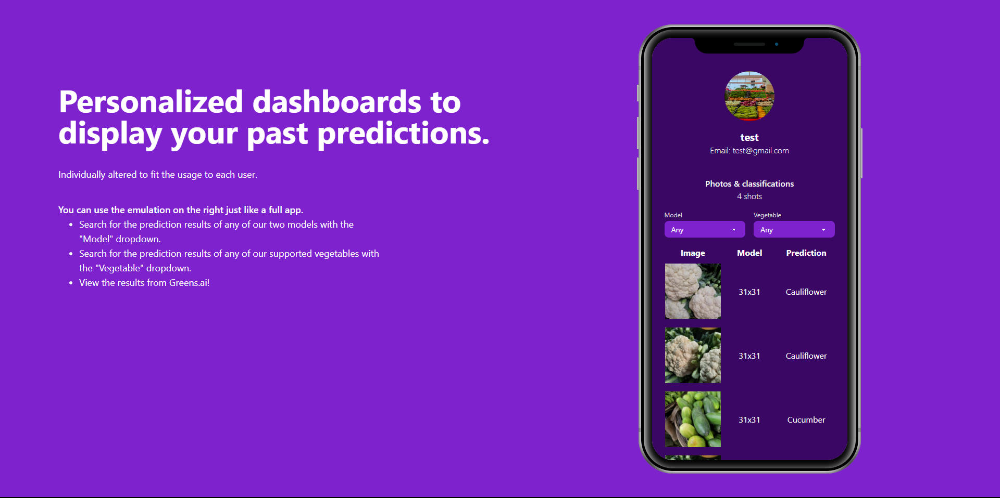 Personalized dashboards to
display your past predictions.
Individually altered to fit the usage to each user.
You can use the emulation on the right just like a full app.
• Search for the prediction results of any of our two models with the
"Model" dropdown.
• Search for the prediction results of any of our supported vegetables with
the "Vegetable" dropdown.
• View the results from Greens.ai!
test
Email: test@gmail.com
Photos & classifications
4 shots
Model Vegetable
Any Any
Image Model Prediction
31x31 Cauliflower
31x31 Cauliflower
31x31 Cucumber